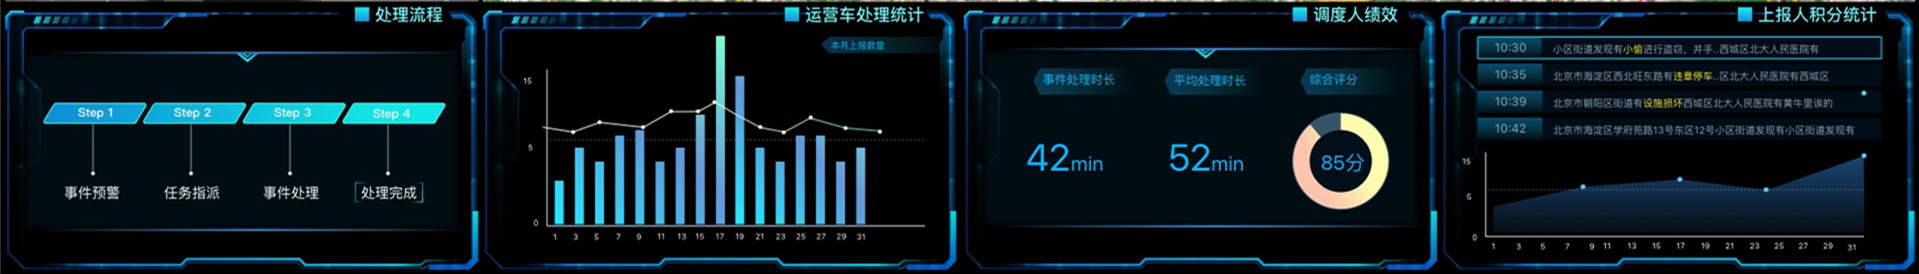 处理流程
Step 1
Step 2
Step 3
Step 4
事件预警
任务指派
事件处理
处理完成
运营车处理统计
本月上报数量
15
5
0
1 3 5 7 9 11 13 15 17 19 21 23 25 27 29 31
调度人绩效
事件处理时长
平均处理时长
综合评分
42min
52min
85分
上报人积分统计
10:30 小区街道发现有小偷进行盗窃，并手..西城区北大人民医院有
10:35 北京市海淀区西北旺东路有违章停车..区北大人民医院有西城区
10:39 北京市朝阳区街道有设施损坏西城区北大人民医院有黄牛里误的
10:42 北京市海淀区学府苑路13号东区12号小区街道发现有小区街道发现有
15
5
0
1 3 5 7 9 11 13 15 17 19 21 23 25 27 29 31